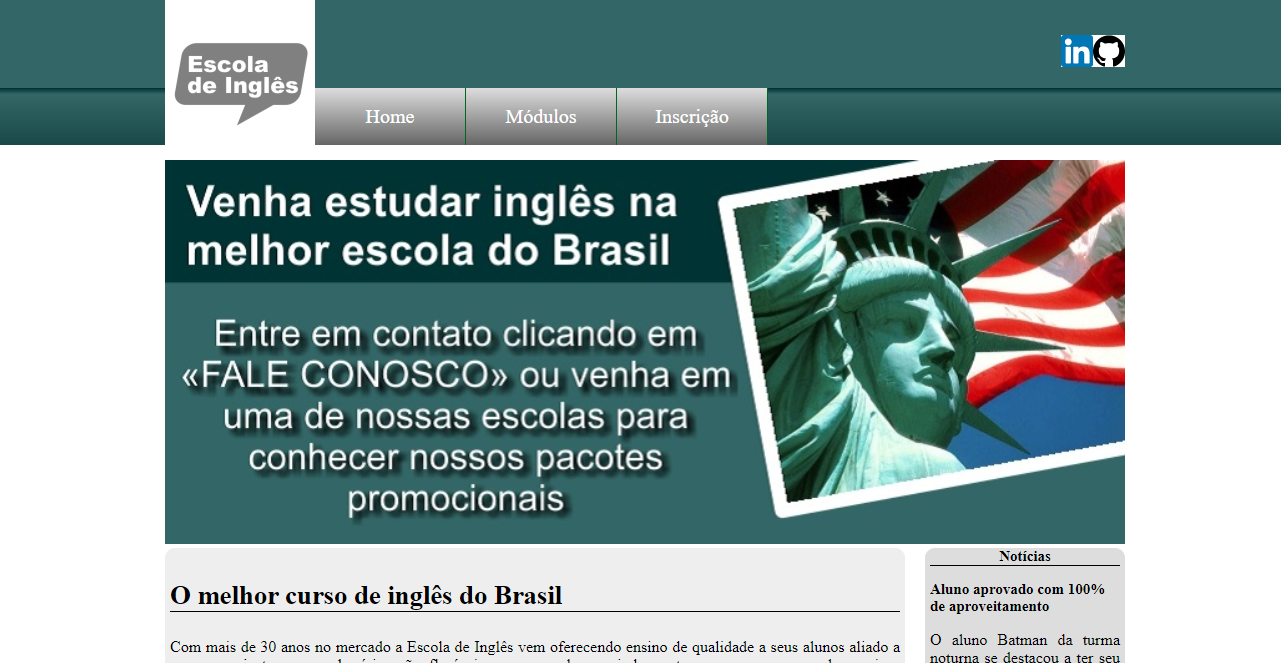 Escola
de Inglês
in
Home
Módulos
Inscrição
Venha estudar inglês na
melhor escola do Brasil
Entre em contato clicando em
«FALE CONOSCO» ou venha em
uma de nossas escolas para
conhecer nossos pacotes
promocionais
O melhor curso de inglês do Brasil
Com mais de 30 anos no mercado a Escola de Inglês vem oferecendo ensino de qualidade a seus alunos aliado a
Notícias
Aluno aprovado com 100%
de aproveitamento
O aluno Batman da turma
noturna se destacou a ter seu